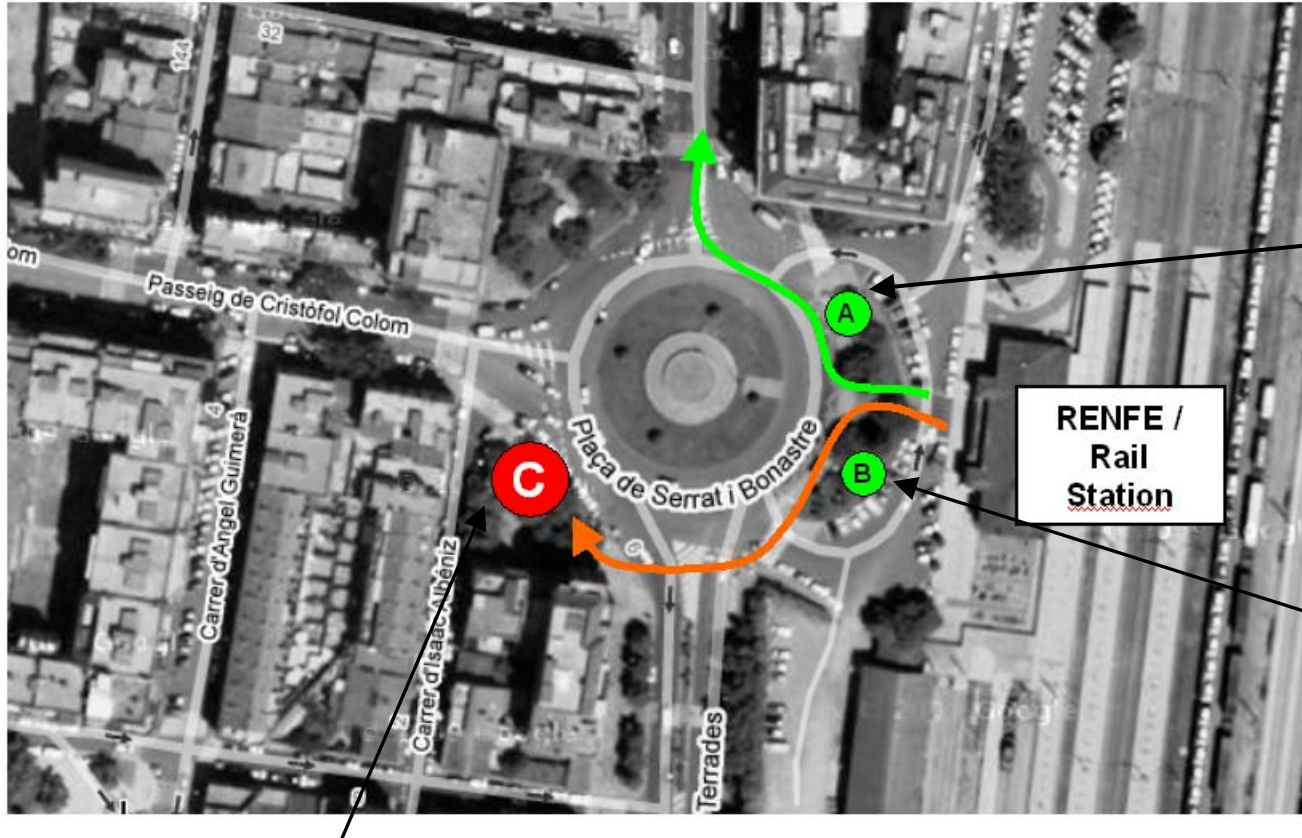 144
32
om
Passeig de Cristòfol Colom
A
4
Carrer d'Àngel Guimerà
C
Plaça de Serrat i Bonastre
B
RENFE /
Rail
Station
Carrer d'Isaac Albéniz
Terrades